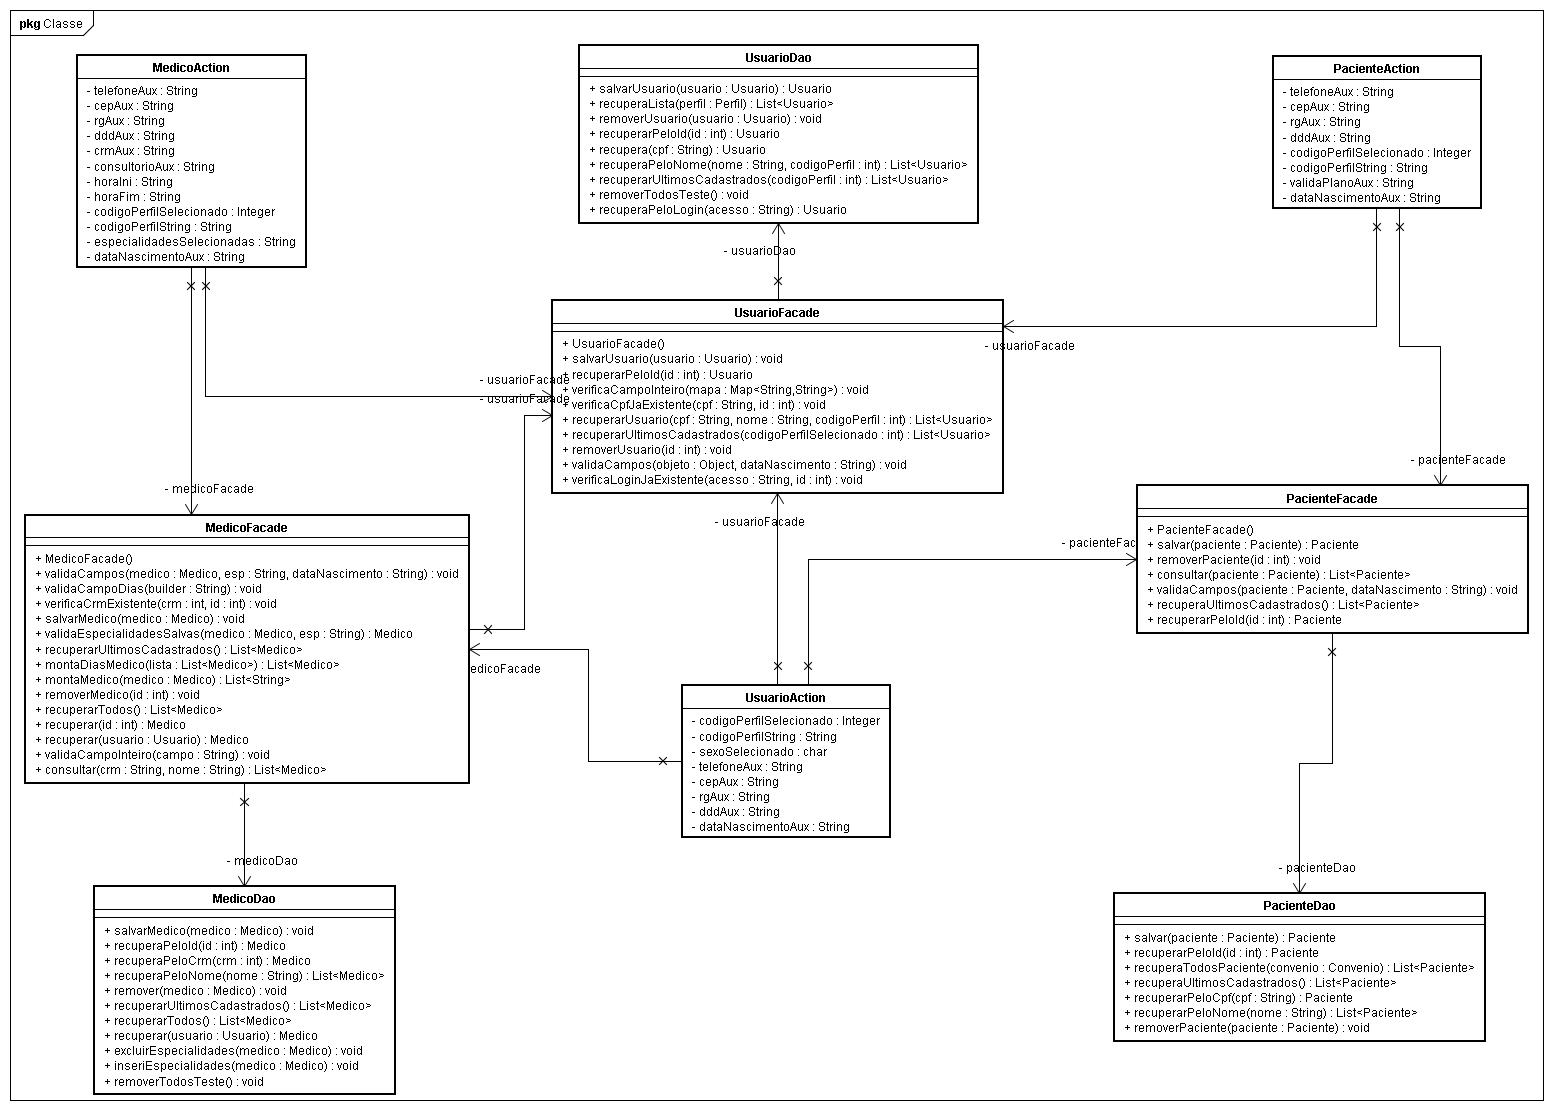 pkg Classe
MedicoAction
- telefoneAux : String
- cepAux : String
- rgAux : String
- dddAux : String
- crmAux : String
- consultorioAux : String
- horaIni : String
- horaFim : String
- codigoPerfilSelecionado : Integer
- codigoPerfilString : String
- especialidadesSelecionadas : String
- dataNascimentoAux : String
UsuarioDao
+ salvarUsuario(usuario : Usuario) : Usuario
+ recuperaLista(perfil : Perfil) : List<Usuario>
+ removerUsuario(usuario : Usuario) : void
+ recuperarPeloId(id : int) : Usuario
+ recupera(cpf : String) : Usuario
+ recuperaPeloNome(nome : String, codigoPerfil : int) : List<Usuario>
+ recuperarUltimosCadastrados(codigoPerfil : int) : List<Usuario>
+ removerTodosTeste() : void
+ recuperaPeloLogin(acesso : String) : Usuario
PacienteAction
- telefoneAux : String
- cepAux : String
- rgAux : String
- dddAux : String
- codigoPerfilSelecionado : Integer
- codigoPerfilString : String
- validaPlanoAux : String
- dataNascimentoAux : String
- usuarioDao
UsuarioFacade
+ UsuarioFacade()
+ salvarUsuario(usuario : Usuario) : void
+ recuperarPeloId(id : int) : Usuario
+ verificaCampoInteiro(mapa : Map<String,String>) : void
+ verificaCpfJaExistente(cpf : String, id : int) : void
+ recuperarUsuario(cpf : String, nome : String, codigoPerfil : int) : List<Usuario>
+ recuperarUltimosCadastrados(codigoPerfilSelecionado : int) : List<Usuario>
+ removerUsuario(id : int) : void
+ validaCampos(objeto : Object, dataNascimento : String) : void
+ verificaLoginJaExistente(acesso : String, id : int) : void
- usuarioFacade
- usuarioFacade
- usuarioFacade
- medicoFacade
- pacienteFacade
- usuarioFacade
MedicoFacade
+ MedicoFacade()
+ validaCampos(medico : Medico, esp : String, dataNascimento : String) : void
+ validaCampoDias(builder : String) : void
+ verificaCrmExistente(crm : int, id : int) : void
+ salvarMedico(medico : Medico) : void
+ validaEspecialidadesSalvas(medico : Medico, esp : String) : Medico
+ recuperarUltimosCadastrados() : List<Medico>
+ montaDiasMedico(lista : List<Medico>) : List<Medico>
+ montaMedico(medico : Medico) : List<String>
+ removerMedico(id : int) : void
+ recuperarTodos() : List<Medico>
+ recuperar(id : int) : Medico
+ recuperar(usuario : Usuario) : Medico
+ validaCampoInteiro(campo : String) : void
+ consultar(crm : String, nome : String) : List<Medico>
- pacienteFac
PacienteFacade
+ PacienteFacade()
+ salvar(paciente : Paciente) : Paciente
+ removerPaciente(id : int) : void
+ consultar(paciente : Paciente) : List<Paciente>
+ validaCampos(paciente : Paciente, dataNascimento : String) : void
+ recuperaUltimosCadastrados() : List<Paciente>
+ recuperarPeloId(id : int) : Paciente
edicoFacade
UsuarioAction
- codigoPerfilSelecionado : Integer
- codigoPerfilString : String
- sexoSelecionado : char
- telefoneAux : String
- cepAux : String
- rgAux : String
- dddAux : String
- dataNascimentoAux : String
- medicoDao
MedicoDao
+ salvarMedico(medico : Medico) : void
+ recuperaPeloId(id : int) : Medico
+ recuperaPeloCrm(crm : int) : Medico
+ recuperaPeloNome(nome : String) : List<Medico>
+ remover(medico : Medico) : void
+ recuperarUltimosCadastrados() : List<Medico>
+ recuperarTodos() : List<Medico>
+ recuperar(usuario : Usuario) : Medico
+ excluirEspecialidades(medico : Medico) : void
+ inseriEspecialidades(medico : Medico) : void
+ removerTodosTeste() : void
- pacienteDao
PacienteDao
+ salvar(paciente : Paciente) : Paciente
+ recuperarPeloId(id : int) : Paciente
+ recuperaTodosPaciente(convenio : Convenio) : List<Paciente>
+ recuperaUltimosCadastrados() : List<Paciente>
+ recuperarPeloCpf(cpf : String) : Paciente
+ recuperarPeloNome(nome : String) : List<Paciente>
+ removerPaciente(paciente : Paciente) : void